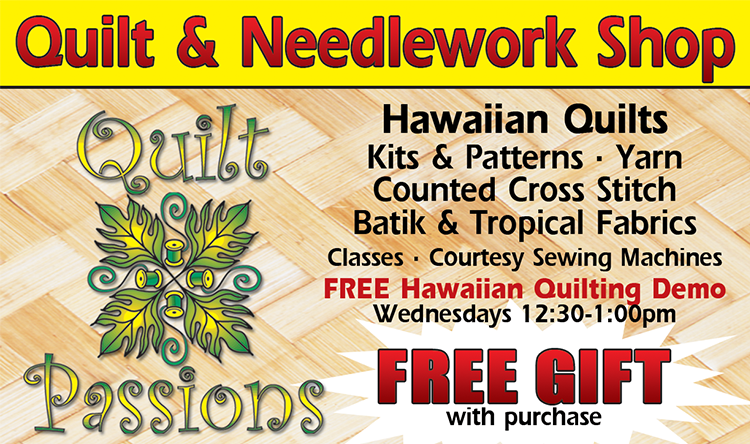 Quilt & Needlework Shop
Quilt
Passions
Hawaiian Quilts
Kits & Patterns · Yarn
Counted Cross Stitch
Batik & Tropical Fabrics
Classes · Courtesy Sewing Machines
FREE Hawaiian Quilting Demo
Wednesdays 12:30-1:00pm
FREE GIFT
with purchase